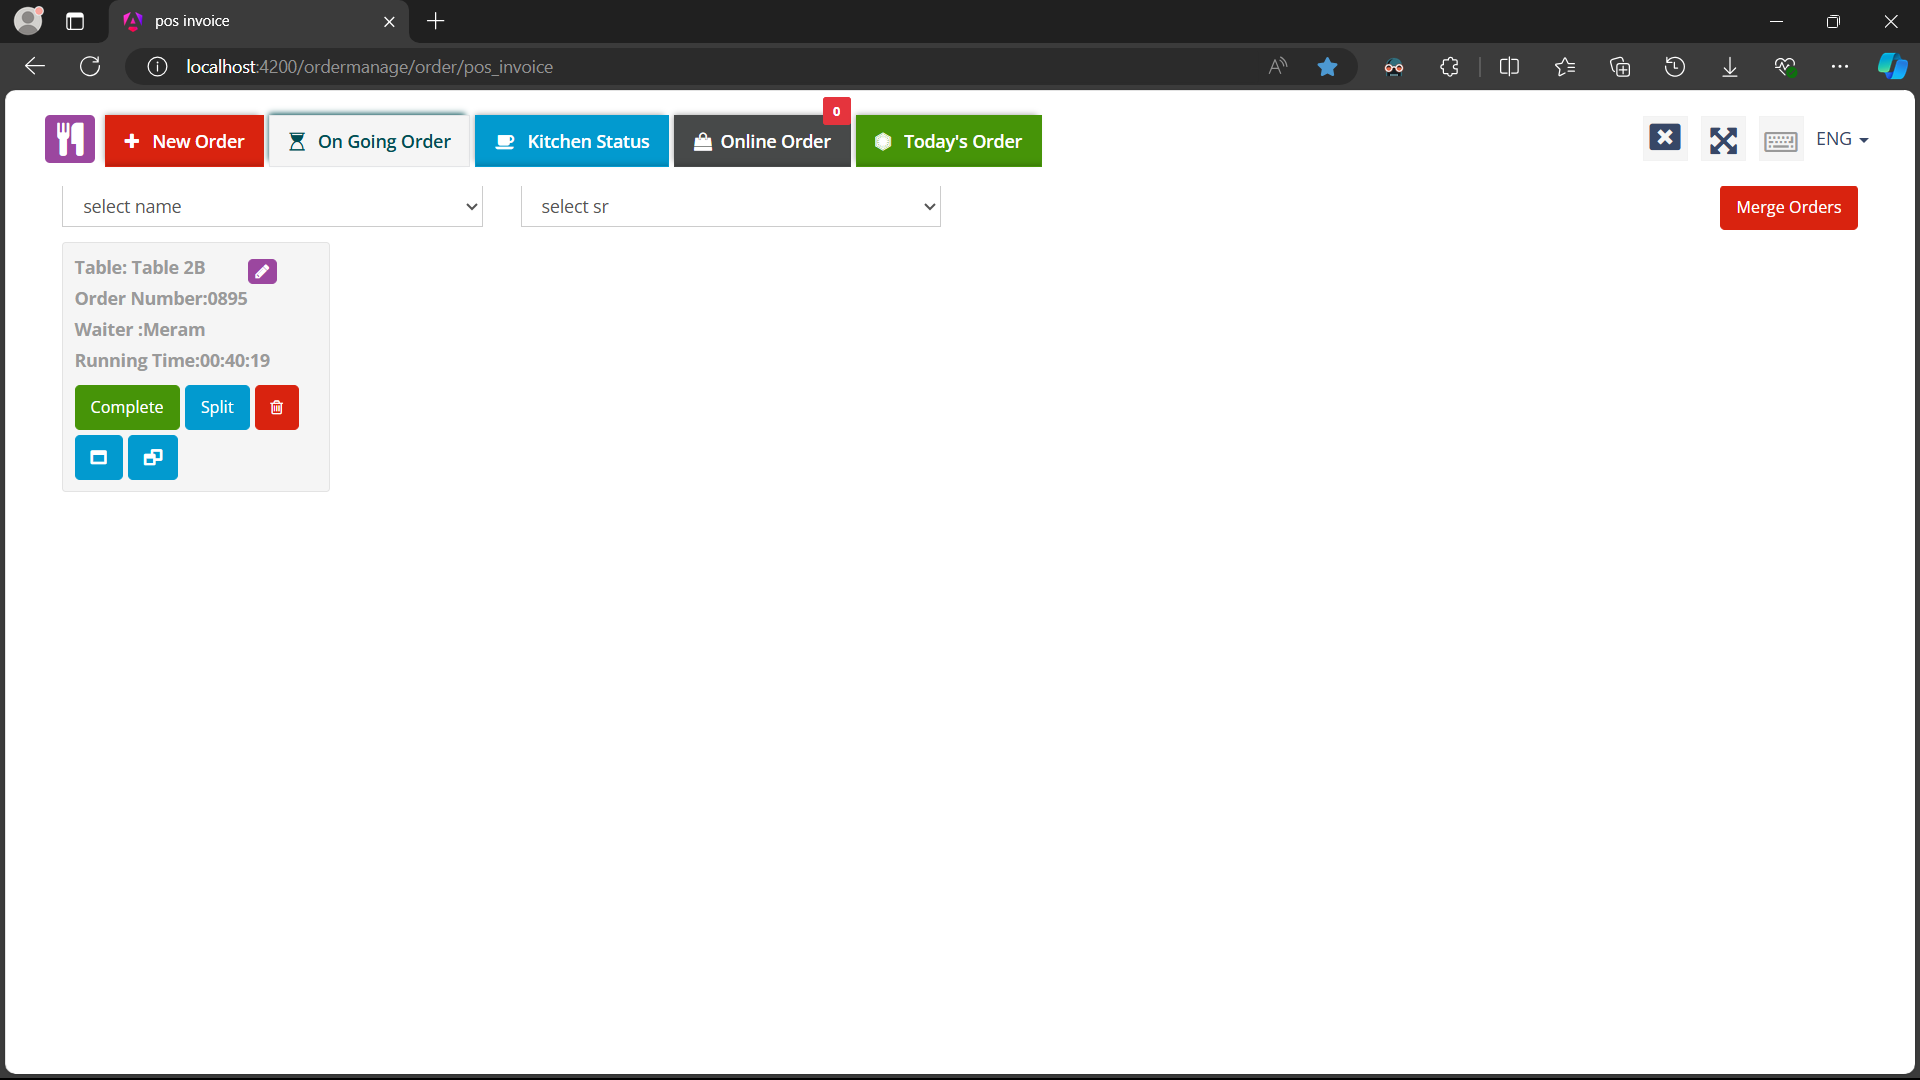 pos invoice
localhost:4200/ordermanage/order/pos_invoice
New Order
On Going Order
Kitchen Status
Online Order
0
Today's Order
ENG
select name
select sr
Merge Orders
Table: Table 2B
Order Number:0895
Waiter :Meram
Running Time:00:40:19
Complete
Split